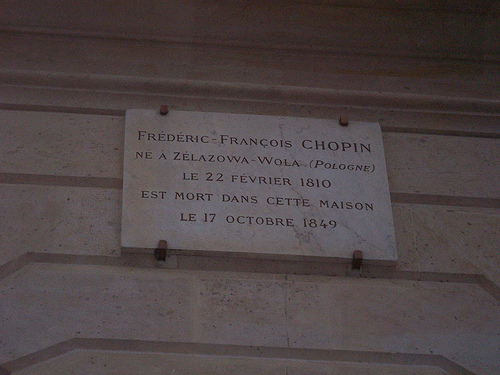 FRÉDÉRIC-FRANÇOIS CHOPIN
NÉ A ZÉLAZOWA-WOLA (POLOGNE)
LE 22 FÉVRIER 1810
EST MORT DANS CETTE MAISON
LE 17 OCTOBRE 1849